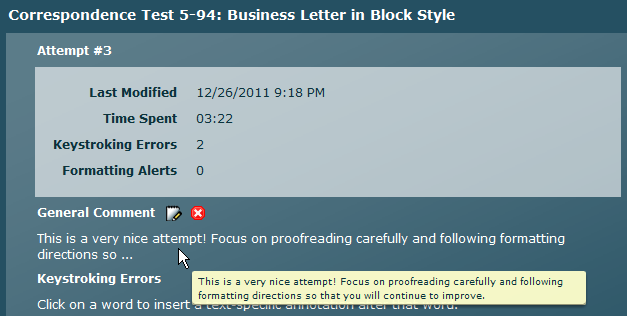 Correspondence Test 5-94: Business Letter in Block Style
Attempt #3
Last Modified 12/26/2011 9:18 PM
Time Spent 03:22
Keystroking Errors 2
Formatting Alerts 0
General Comment
This is a very nice attempt! Focus on proofreading carefully and following formatting
directions so ...
Keystroking Errors
This is a very nice attempt! Focus on proofreading carefully and following
formatting directions so that you will continue to improve.
Click on a word to insert a text-specific annotation after that word.